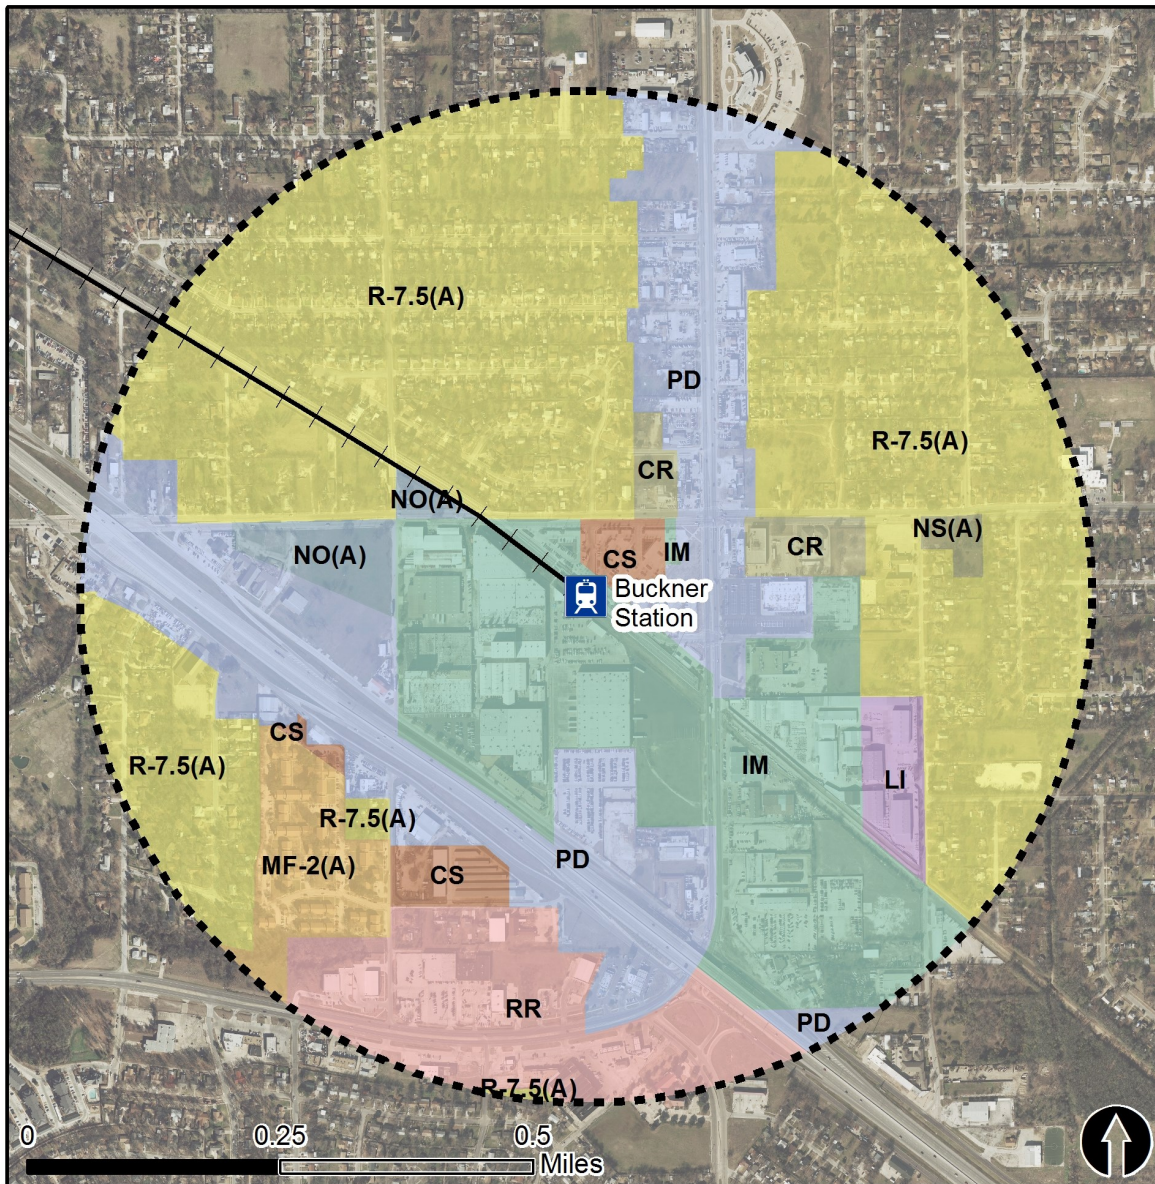 R-7.5(A)
PD
R-7.5(A)
CR
NO(A)
NS(A)
NO(A)
CS
IM
CR
Buckner
Station
CS
R-7.5(A)
IM
LI
R-7.5(A)
MF-2(A)
CS
PD
RR
PD
R-7.5(A)
0
0.25
0.5
Miles